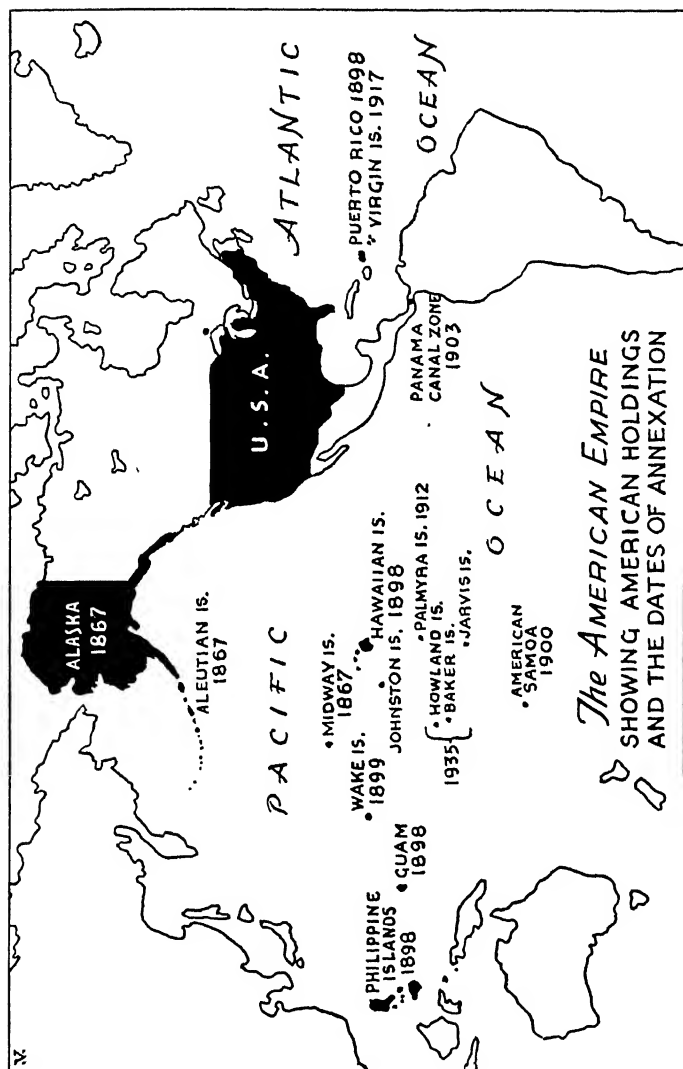 ALASKA
1867
ALEUTIAN IS.
1867
U. S. A.
ATLANTIC
OCEAN
PUERTO RICO 1898
VIRGIN IS. 1917
PANAMA
CANAL ZONE
1903
PACIFIC
OCEAN
MIDWAY IS.
1867
WAKE IS.
1899
HAWAIIAN IS.
JOHNSTON IS. 1898
PALMYRA IS. 1912
1935
HOWLAND IS.
BAKER IS.
JARVIS IS.
GUAM
1898
PHILIPPINE
ISLANDS
1898
AMERICAN
SAMOA
1900
The AMERICAN EMPIRE
SHOWING AMERICAN HOLDINGS
AND THE DATES OF ANNEXATION